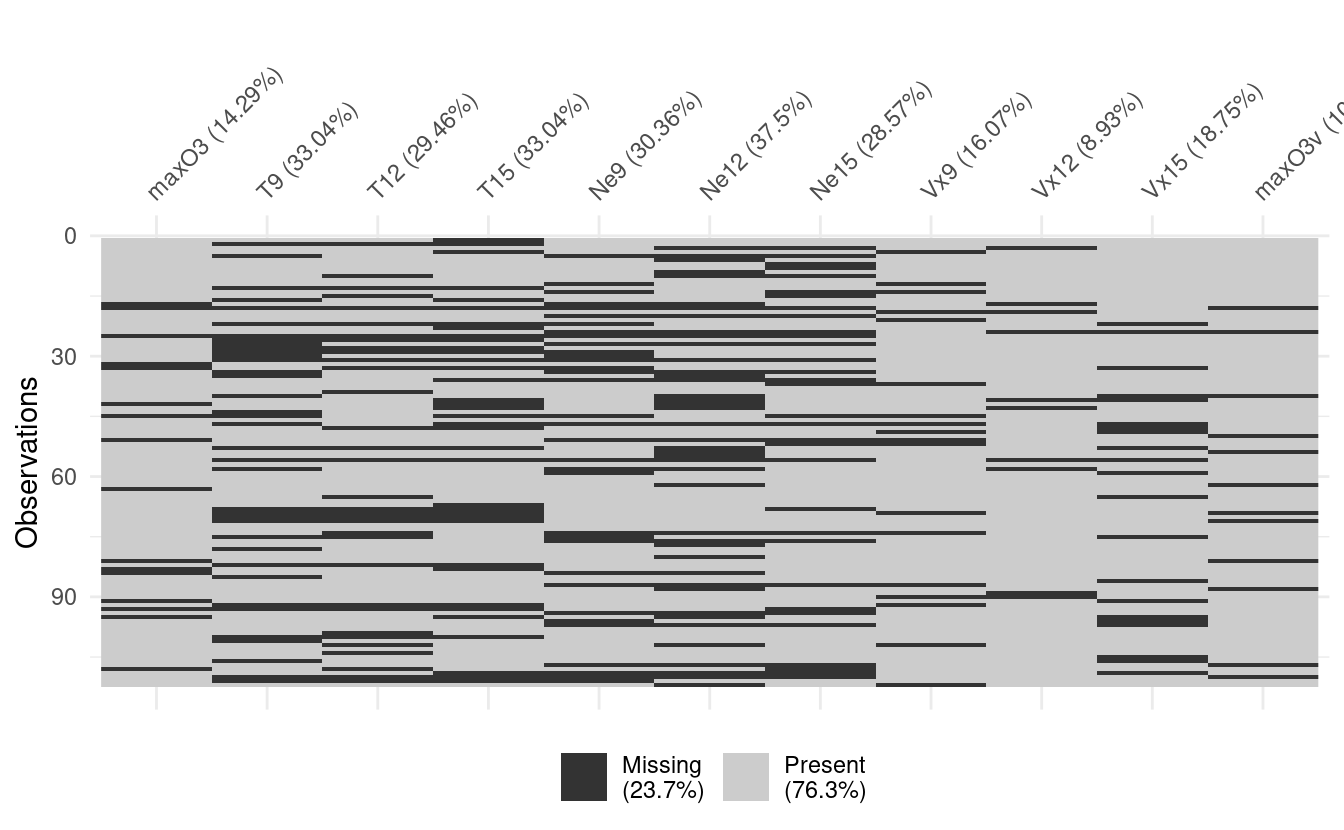 maxO3 (14.29%)
T9 (33.04%)
T12 (29.46%)
T15 (33.04%)
Ne9 (30.36%)
Ne12 (37.5%)
Ne15 (28.57%)
Vx9 (16.07%)
Vx12 (8.93%)
Vx15 (18.75%)
maxO3v (10
0
30
60
90
Observations
Missing
(23.7%)
Present
(76.3%)